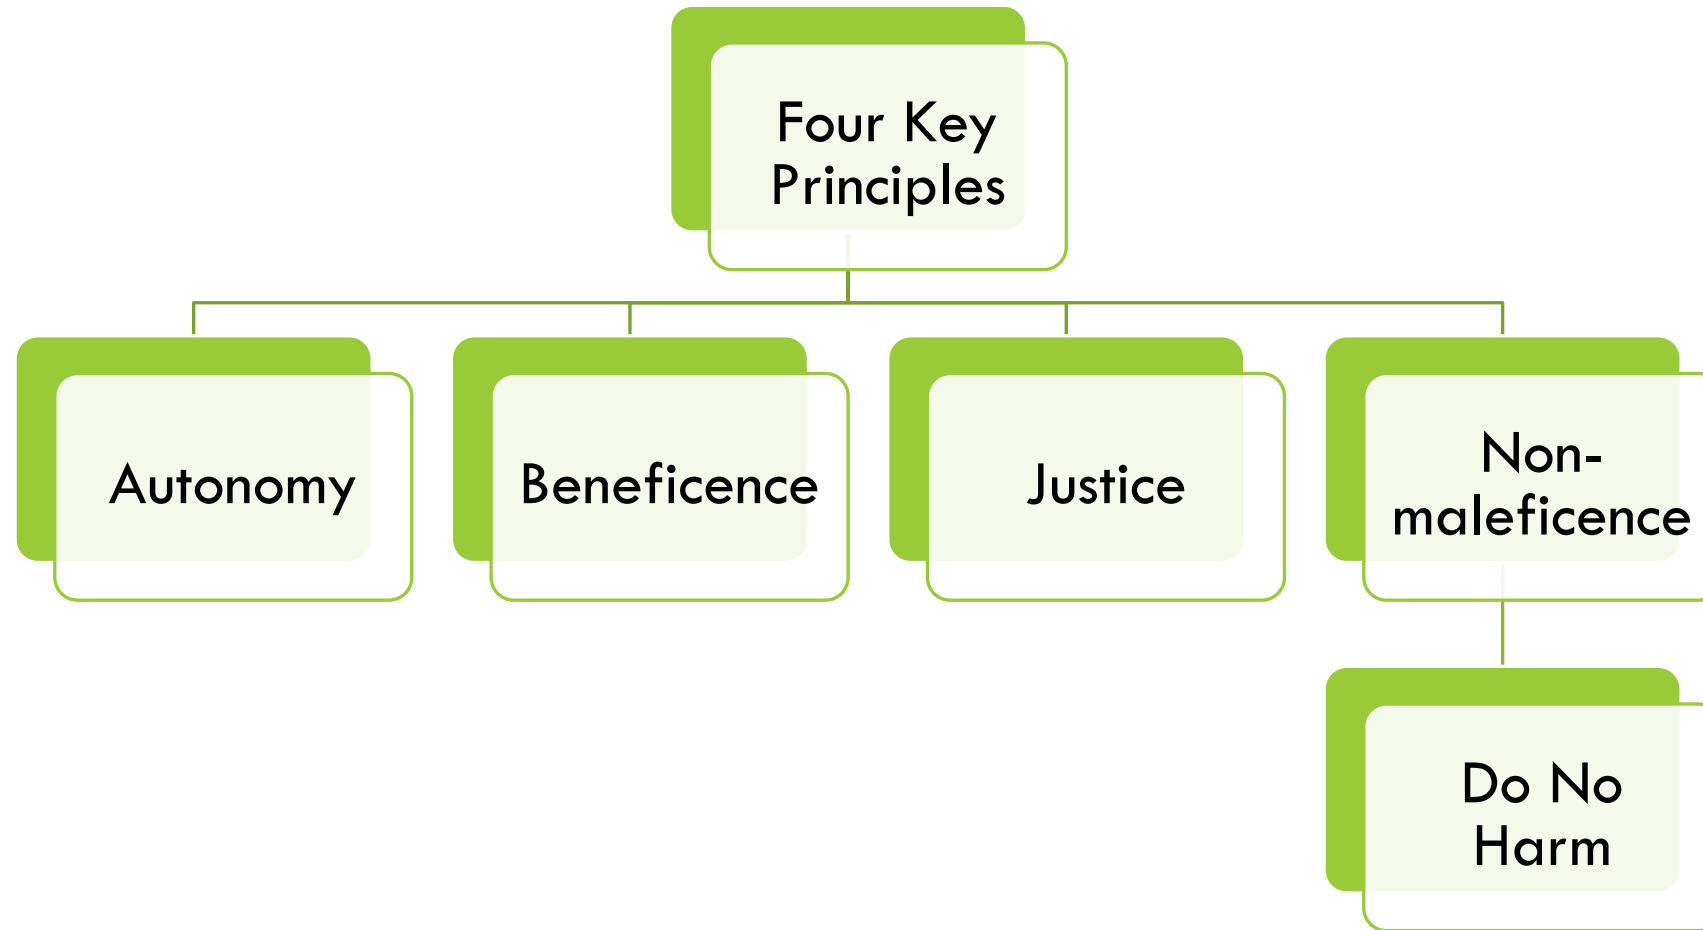 Four Key
Principles
Autonomy
Beneficence
Justice
Non-
maleficence
Do No
Harm